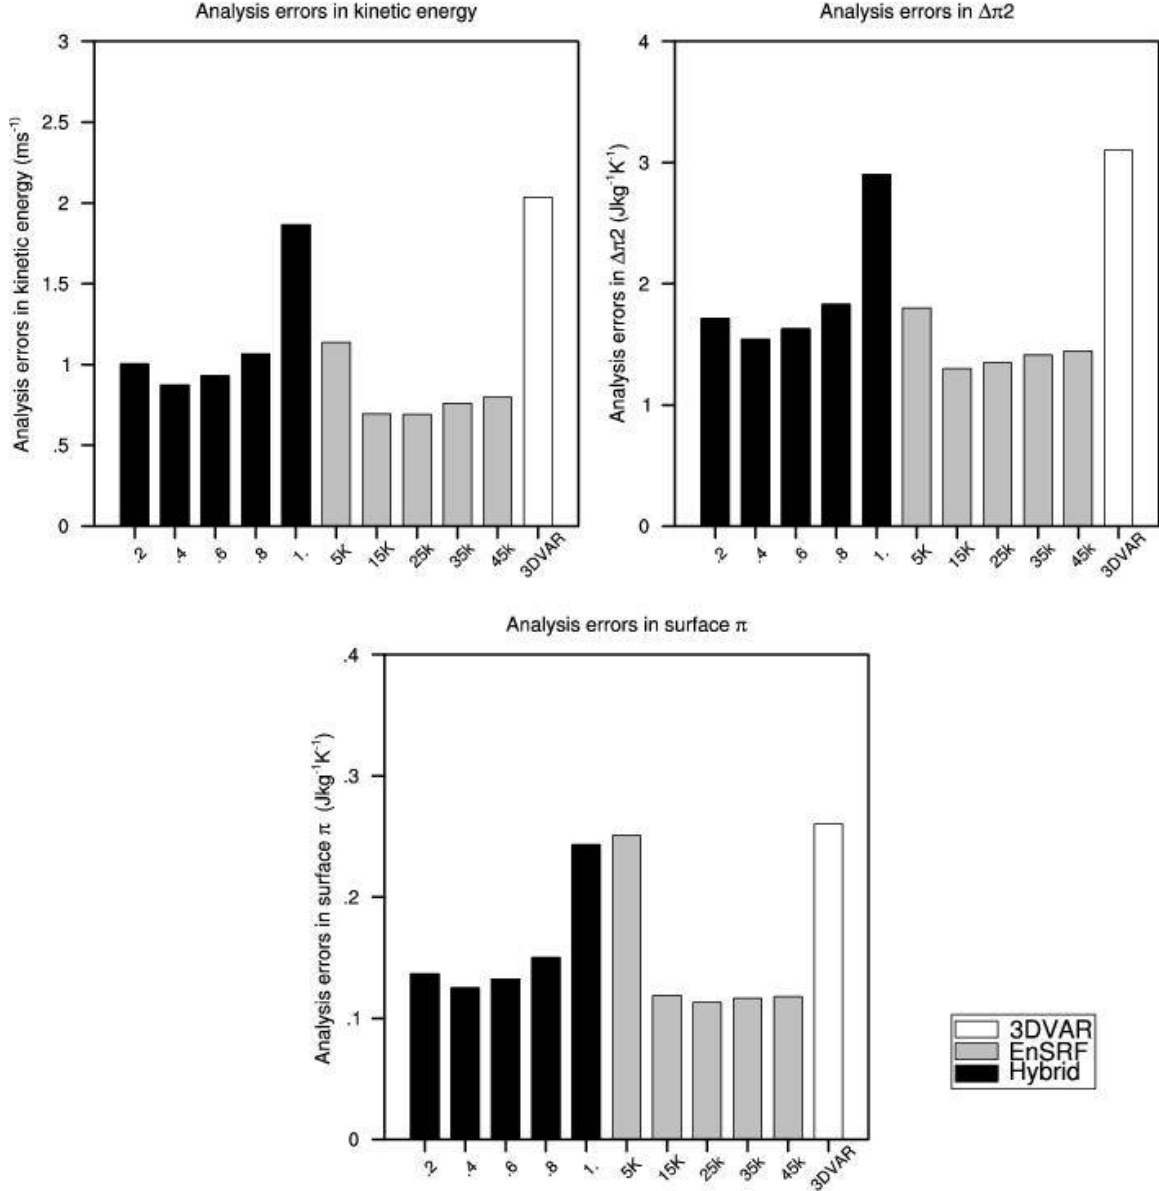 Analysis errors in kinetic energy
Analysis errors in kinetic energy (ms⁻¹)
3
2.5
2
1.5
1
.5
0
.2 .4 .6 .8 1. 5K 15K 25k 35k 45k 3DVAR
Analysis errors in Δπ2
Analysis errors in Δπ2 (Jkg⁻¹K⁻¹)
4
3
2
1
0
.2 .4 .6 .8 1. 5K 15K 25k 35k 45k 3DVAR
Analysis errors in surface π
Analysis errors in surface π (Jkg⁻¹K⁻¹)
.4
.3
.2
.1
0
.2 .4 .6 .8 1. 5K 15K 25k 35k 45k 3DVAR
3DVAR
EnSRF
Hybrid